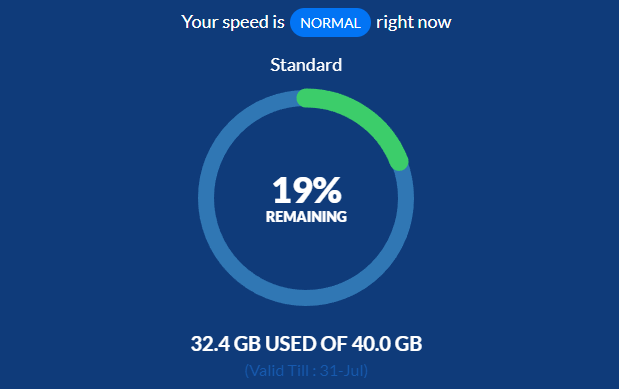 Your speed is NORMAL right now
Standard
19%
REMAINING
32.4 GB USED OF 40.0 GB
(Valid Till : 31-Jul)